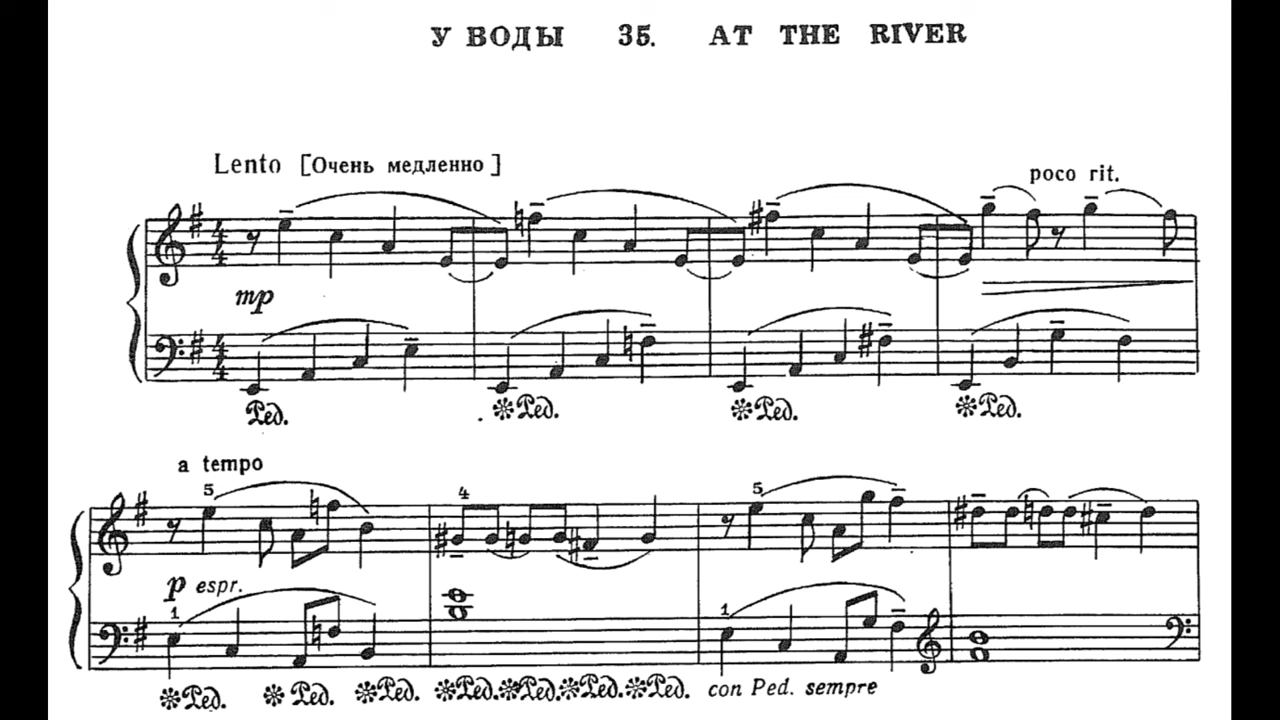 У ВОДЫ 35. AT THE RIVER
Lento [Очень медленно]
poco rit.
mp
Ped. Ped. Ped. Ped.
a tempo
5 4 5
p espr.
1 1
Ped. Ped. Ped. Ped. Ped. Ped. Ped. con Ped. sempre